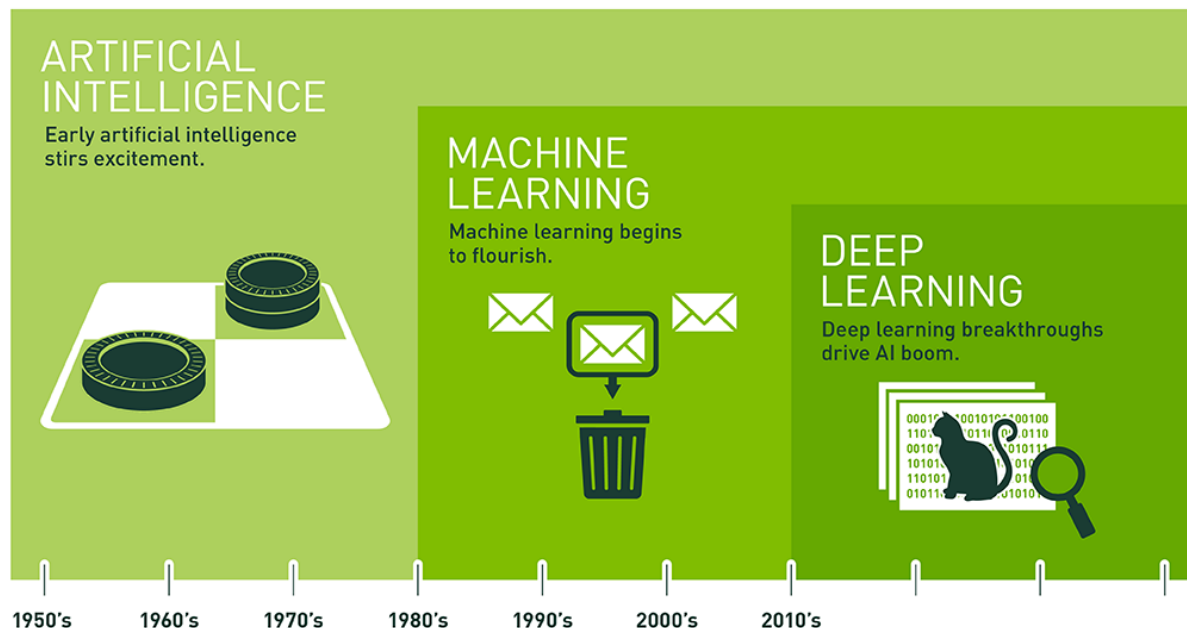 ARTIFICIAL
INTELLIGENCE
Early artificial intelligence
stirs excitement.
MACHINE
LEARNING
Machine learning begins
to flourish.
DEEP
LEARNING
Deep learning breakthroughs
drive AI boom.
1950's
1960's
1970's
1980's
1990's
2000's
2010's